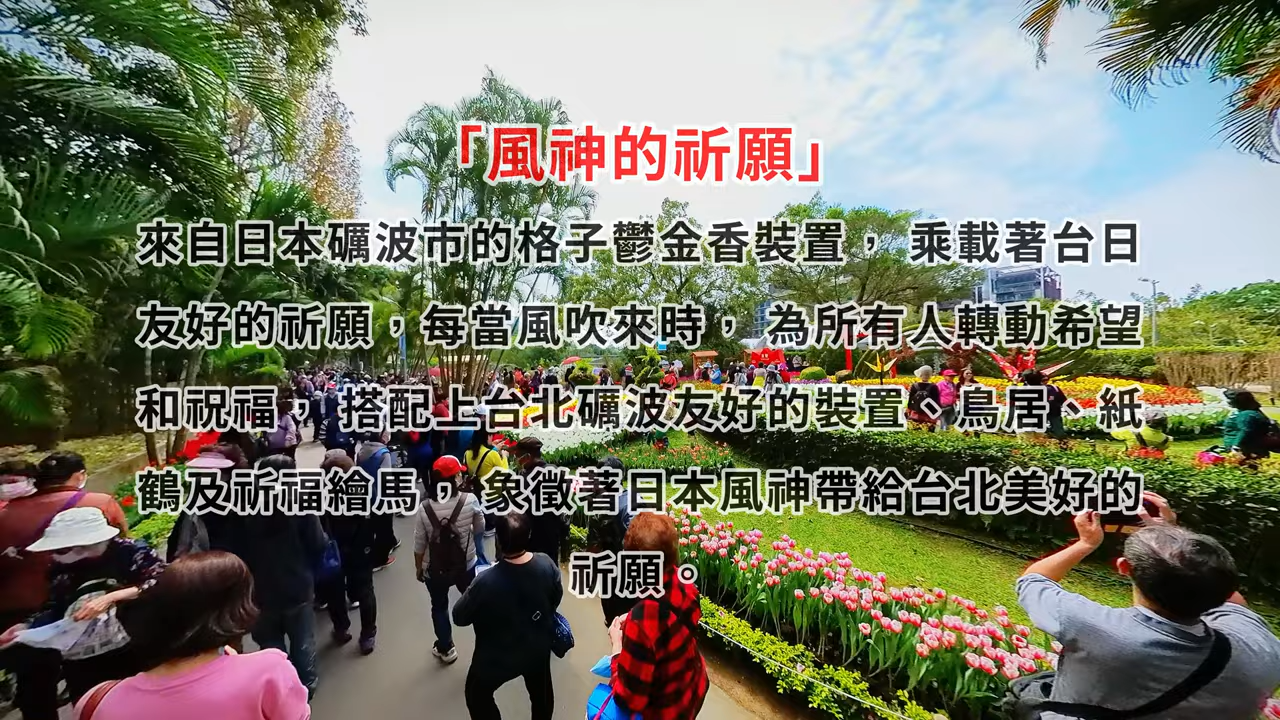 「風神的祈願」
來自日本礪波市的格子鬱金香裝置， 乘載著台日
友好的祈願，每當風吹來時， 為所有人轉動希望
和祝福， 搭配上台北礪波友好的裝置、鳥居、紙
鶴及祈福繪馬， 象徵著日本風神帶給台北美好的
祈願。